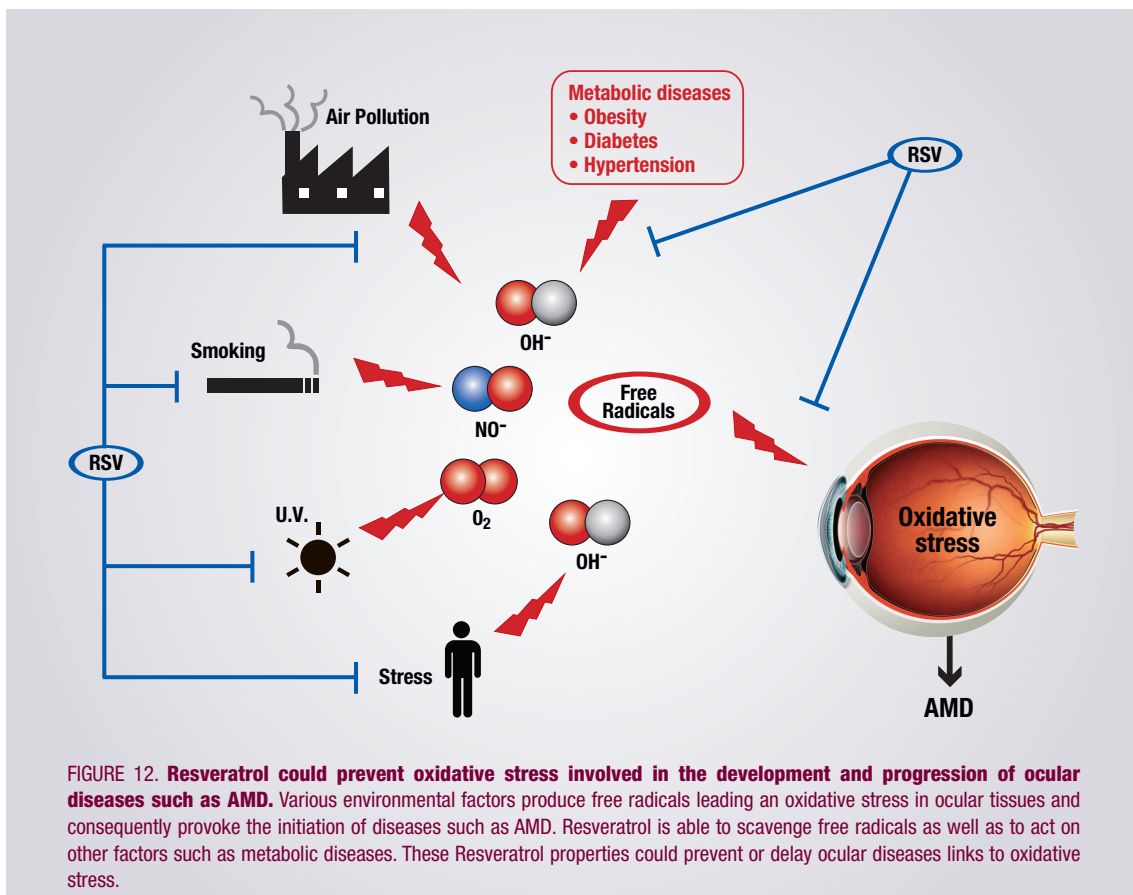 Air Pollution
Metabolic diseases
• Obesity
• Diabetes
• Hypertension
RSV
OH⁻
Smoking
NO⁻
Free
Radicals
RSV
U.V.
O₂
OH⁻
Oxidative
stress
Stress
AMD
FIGURE 12. Resveratrol could prevent oxidative stress involved in the development and progression of ocular
diseases such as AMD. Various environmental factors produce free radicals leading an oxidative stress in ocular tissues and
consequently provoke the initiation of diseases such as AMD. Resveratrol is able to scavenge free radicals as well as to act on
other factors such as metabolic diseases. These Resveratrol properties could prevent or delay ocular diseases links to oxidative
stress.